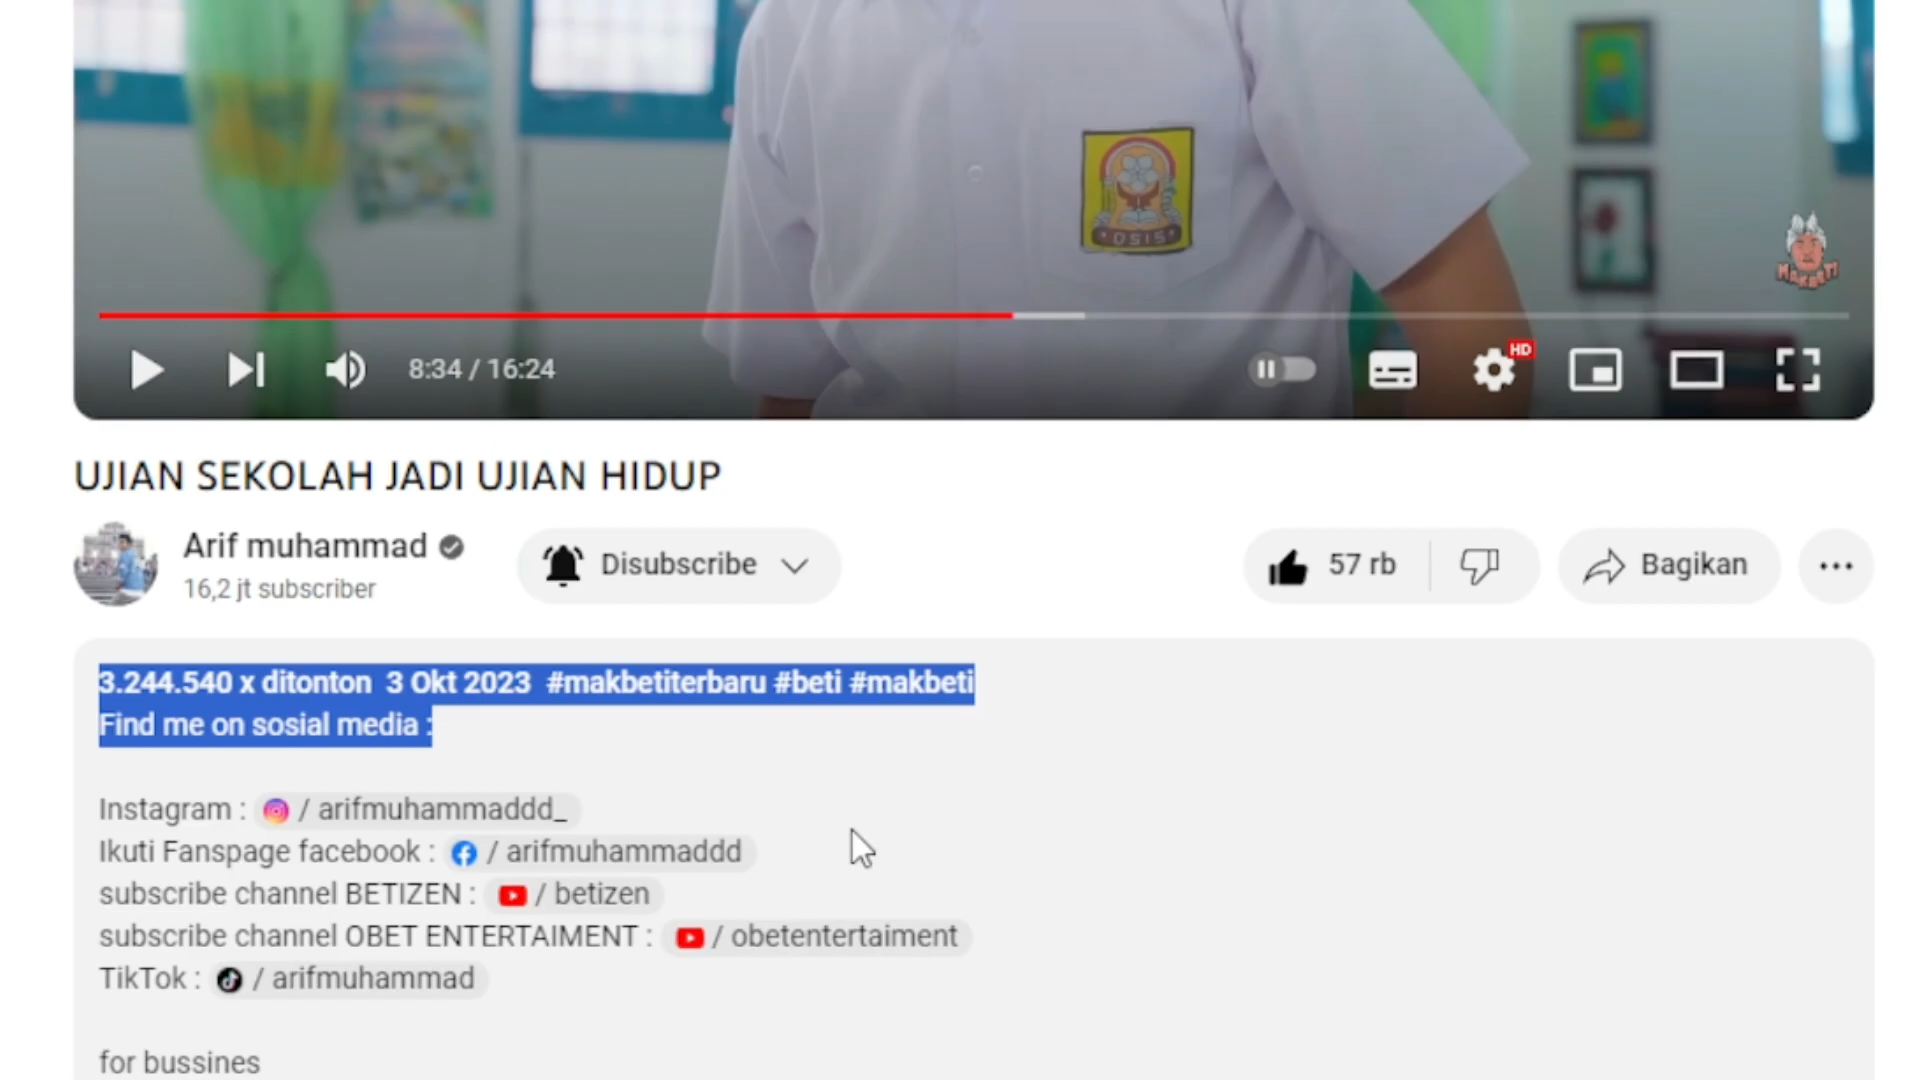 OSIS
MAKBETI
HD
8:34 / 16:24
UJIAN SEKOLAH JADI UJIAN HIDUP
Arif muhammad
16,2 jt subscriber
Disubscribe
57 rb
Bagikan
3.244.540 x ditonton 3 Okt 2023 #makbetiterbaru #beti #makbeti
Find me on sosial media :
Instagram : / arifmuhammaddd_
Ikuti Fanspage facebook : / arifmuhammaddd
subscribe channel BETIZEN : / betizen
subscribe channel OBET ENTERTAIMENT : / obetentertaiment
TikTok : / arifmuhammad
for bussines